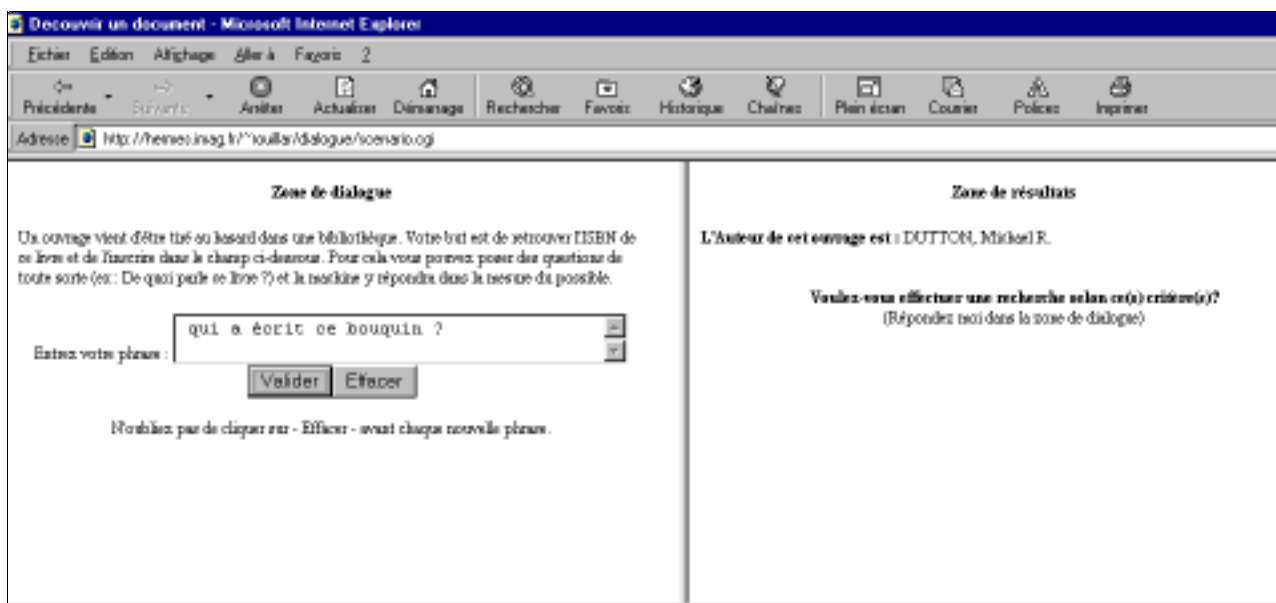 Decouvrir un document - Microsoft Internet Explorer
Fichier Edition Affichage Aller à Favoris ?
Précédente Suivante Arrêter Actualiser Démarrage Rechercher Favoris Historique Chaînes Plein écran Courrier Polices Imprimer
Adresse http://hermes.imag.fr/~rouillar/dialogue/scenario.cgi
Zone de dialogue
Un ouvrage vient d'être tiré au hasard dans une bibliothèque. Votre but est de retrouver l'ISBN de
ce livre et de l'inscrire dans le champ ci-dessous. Pour cela vous pouvez poser des questions de
toute sorte (ex : De quoi parle ce livre ?) et la machine y répondra dans la mesure du possible.
Entrez votre phrase : qui a écrit ce bouquin ?
Valider Effacer
N'oubliez pas de cliquer sur - Effacer - avant chaque nouvelle phrase.
Zone de résultats
L'Auteur de cet ouvrage est : DUTTON, Michael R.
Voulez-vous effectuer une recherche selon ce(s) critère(s)?
(Répondez moi dans la zone de dialogue)